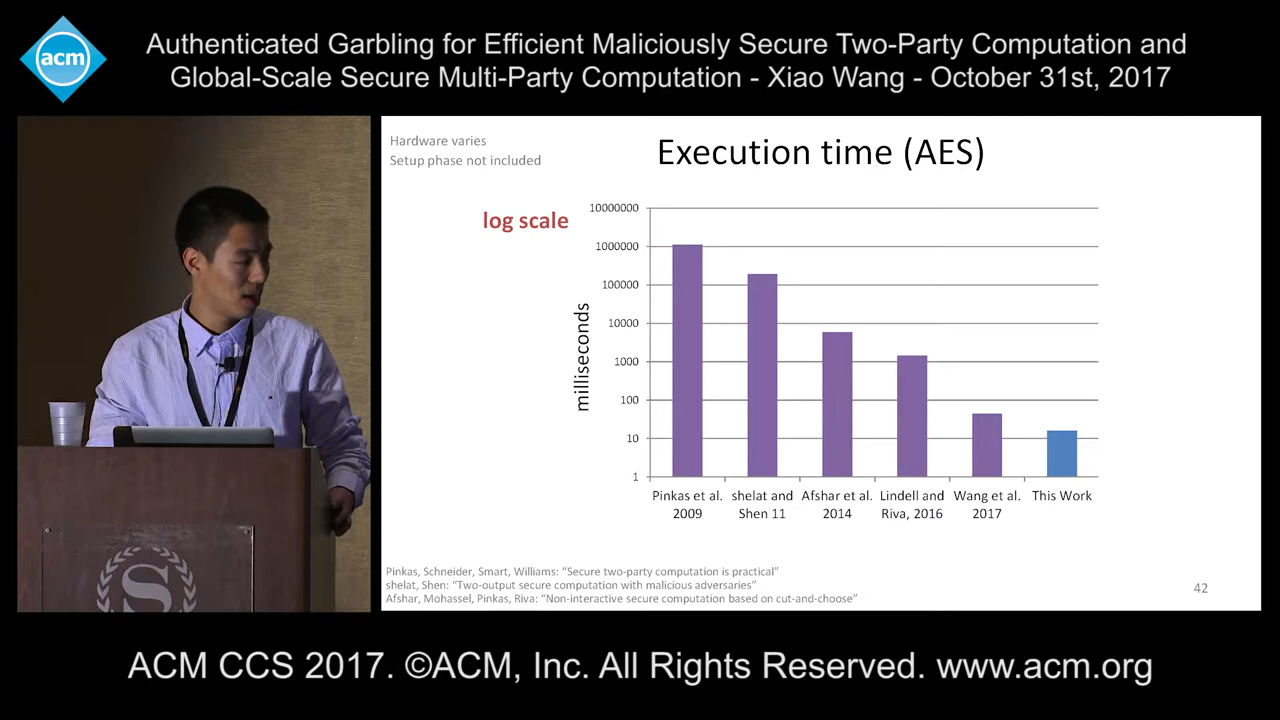 acm
Authenticated Garbling for Efficient Maliciously Secure Two-Party Computation and
Global-Scale Secure Multi-Party Computation - Xiao Wang - October 31st, 2017
Hardware varies
Setup phase not included
Execution time (AES)
log scale
10000000
1000000
100000
10000
1000
100
10
1
milliseconds
Pinkas et al. 2009
shelat and Shen 11
Afshar et al. 2014
Lindell and Riva, 2016
Wang et al. 2017
This Work
Pinkas, Schneider, Smart, Williams: “Secure two-party computation is practical”
shelat, Shen: “Two-output secure computation with malicious adversaries”
Afshar, Mohassel, Pinkas, Riva: “Non-interactive secure computation based on cut-and-choose”
42
S
ACM CCS 2017. ©ACM, Inc. All Rights Reserved. www.acm.org